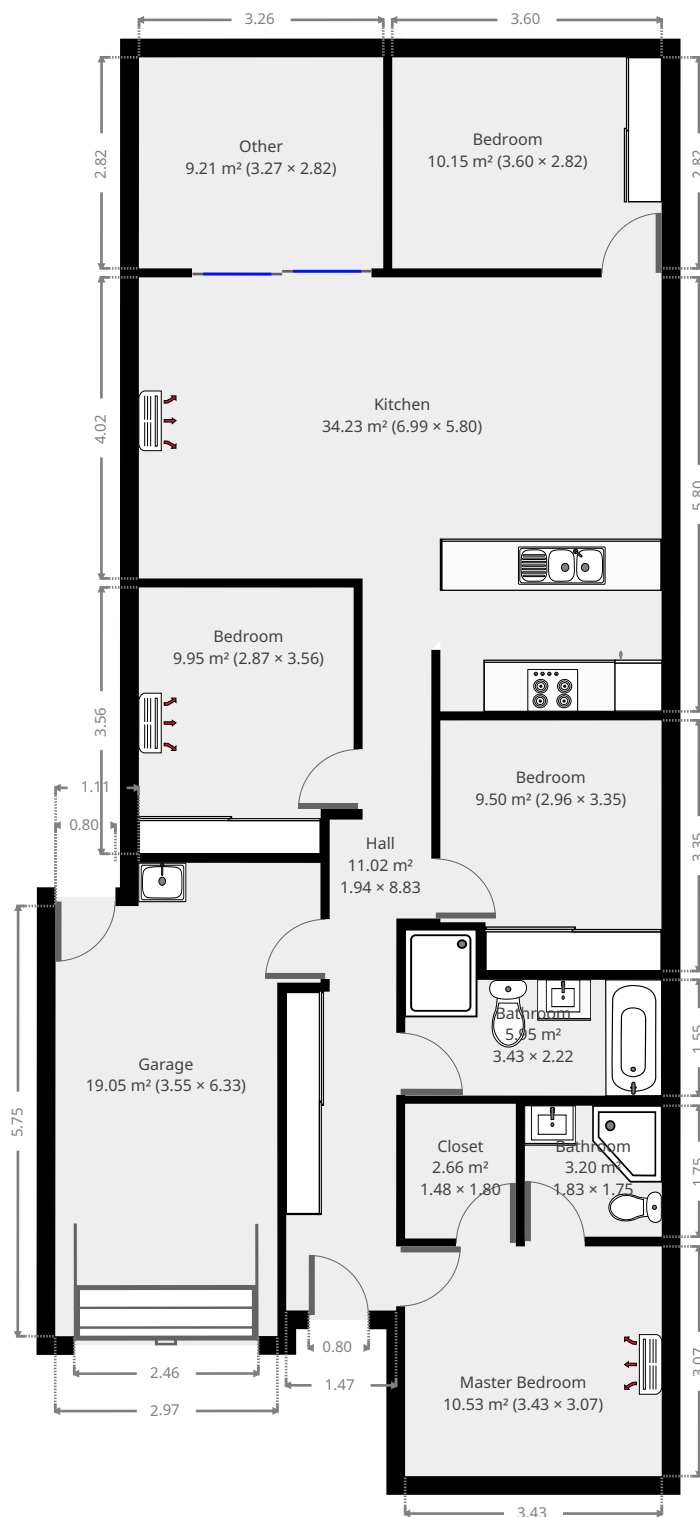 3.26
3.60
2.82
Other
9.21 m² (3.27 × 2.82)
Bedroom
10.15 m² (3.60 × 2.82)
2.82
4.02
Kitchen
34.23 m² (6.99 × 5.80)
5.80
Bedroom
9.95 m² (2.87 × 3.56)
3.56
1.11
0.80
Bedroom
9.50 m² (2.96 × 3.35)
3.35
Hall
11.02 m²
1.94 × 8.83
Bathroom
5.95 m²
3.43 × 2.22
1.55
Garage
19.05 m² (3.55 × 6.33)
5.75
Closet
2.66 m²
1.48 × 1.80
Bathroom
3.20 m²
1.83 × 1.75
1.75
0.80
1.47
2.46
2.97
Master Bedroom
10.53 m² (3.43 × 3.07)
3.07
3.43